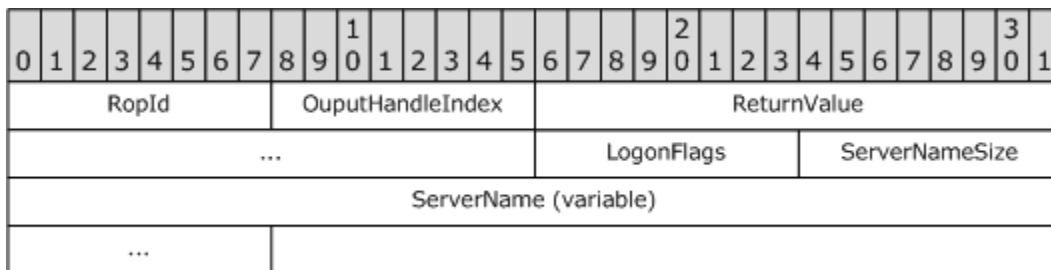 1 2 3
0 1 2 3 4 5 6 7 8 9 0 1 2 3 4 5 6 7 8 9 0 1 2 3 4 5 6 7 8 9 0 1
RopId OuputHandleIndex ReturnValue
... LogonFlags ServerNameSize
ServerName (variable)
...